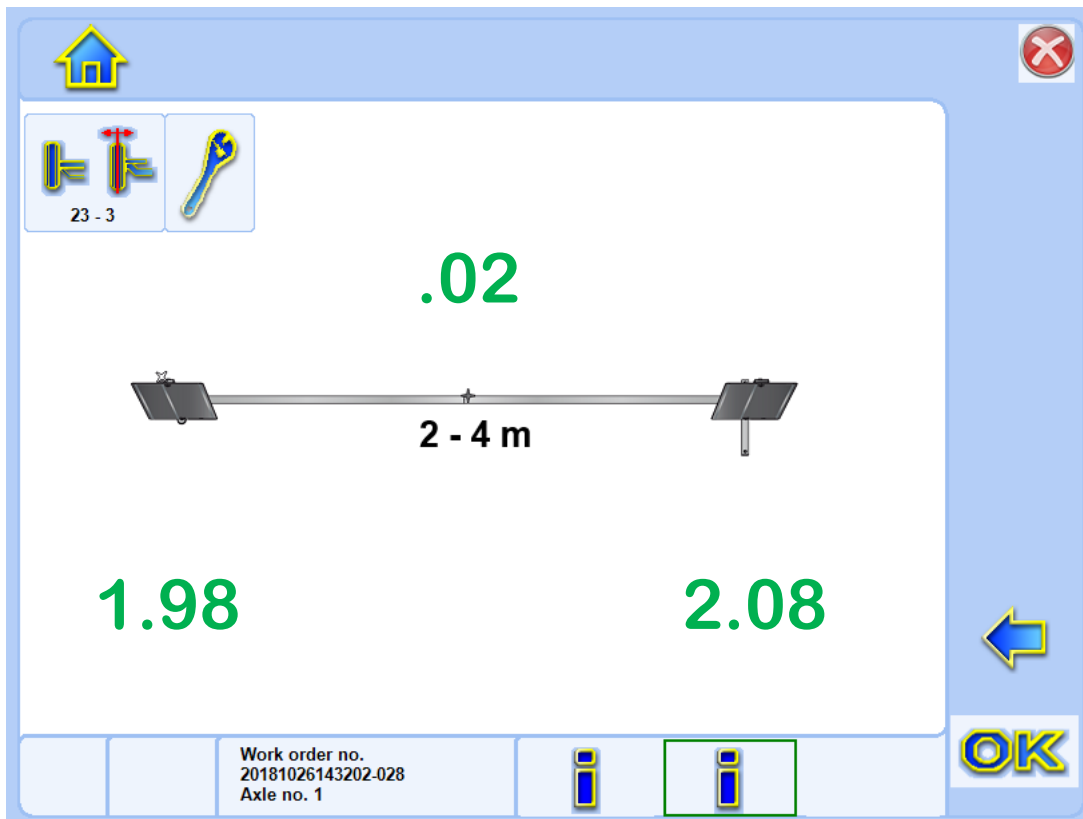 23 - 3
.02
2 - 4 m
1.98
2.08
Work order no.
20181026143202-028
Axle no. 1
OK